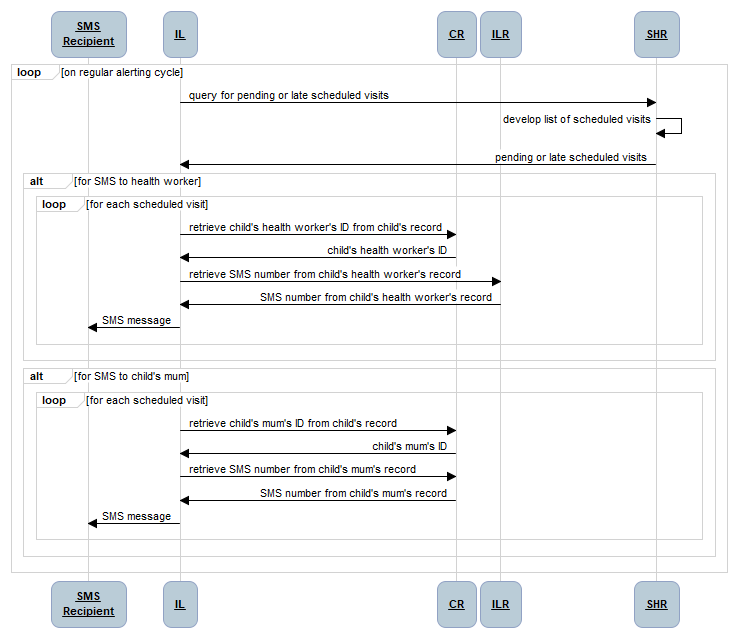 SMS
Recipient
IL
CR
ILR
SHR
loop
[on regular alerting cycle]
query for pending or late scheduled visits
develop list of scheduled visits
pending or late scheduled visits
alt
[for SMS to health worker]
loop
[for each scheduled visit]
retrieve child's health worker's ID from child's record
child's health worker's ID
retrieve SMS number from child's health worker's record
SMS number from child's health worker's record
SMS message
alt
[for SMS to child's mum]
loop
[for each scheduled visit]
retrieve child's mum's ID from child's record
child's mum's ID
retrieve SMS number from child's mum's record
SMS number from child's mum's record
SMS message
SMS
Recipient
IL
CR
ILR
SHR